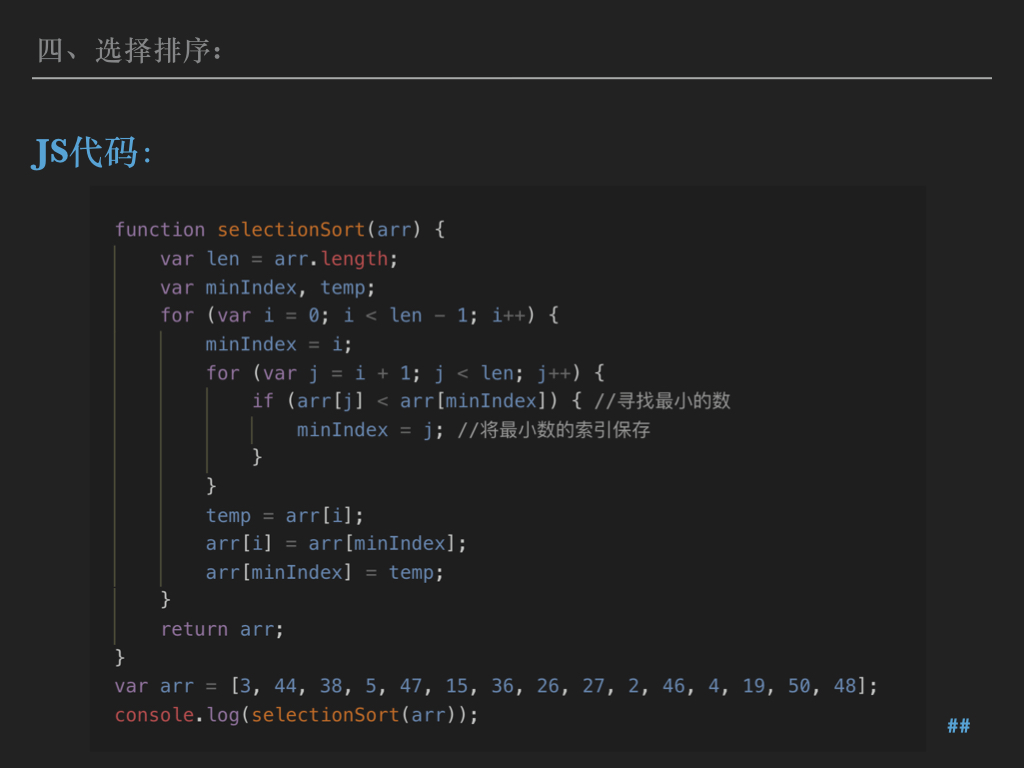 四、选择排序:
JS代码:
function selectionSort(arr) {
    var len = arr.length;
    var minIndex, temp;
    for (var i = 0; i < len - 1; i++) {
        minIndex = i;
        for (var j = i + 1; j < len; j++) {
            if (arr[j] < arr[minIndex]) { //寻找最小的数
                minIndex = j; //将最小数的索引保存
            }
        }
        temp = arr[i];
        arr[i] = arr[minIndex];
        arr[minIndex] = temp;
    }
    return arr;
}
var arr = [3, 44, 38, 5, 47, 15, 36, 26, 27, 2, 46, 4, 19, 50, 48];
console.log(selectionSort(arr));
##